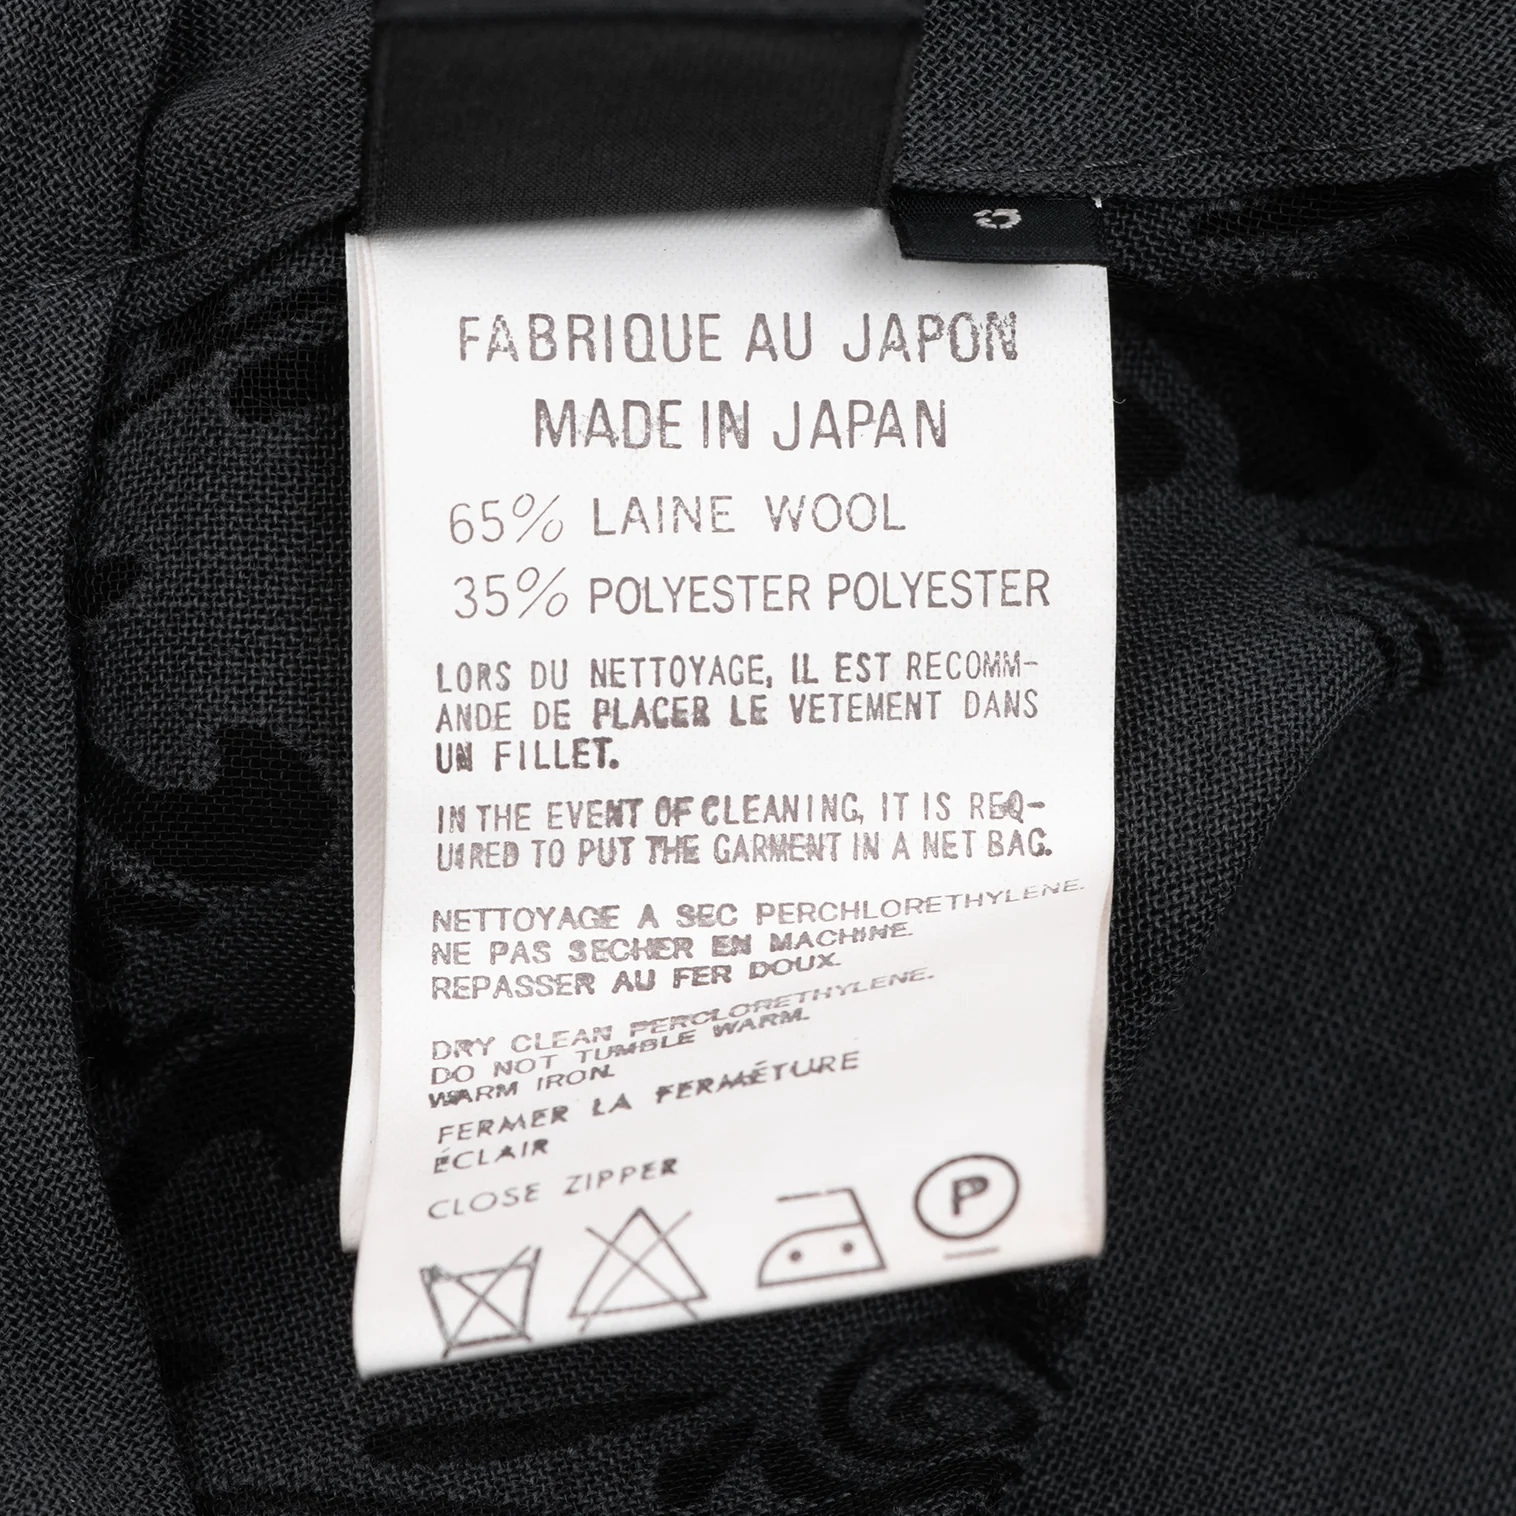 3
FABRIQUE AU JAPON
MADE IN JAPAN
65% LAINE WOOL
35% POLYESTER POLYESTER
LORS DU NETTOYAGE, IL EST RECOMM-
ANDE DE PLACER LE VETEMENT DANS
UN FILLET.
IN THE EVENT OF CLEANING, IT IS REQ-
UIRED TO PUT THE GARMENT IN A NET BAG.
NETTOYAGE A SEC PERCHLORETHYLENE.
NE PAS SECHER EN MACHINE.
REPASSER AU FER DOUX.
DRY CLEAN PERCLORETHYLENE.
DO NOT TUMBLE WARM.
WARM IRON.
FERMER LA FERMÉTURE
ÉCLAIR
CLOSE ZIPPER
P